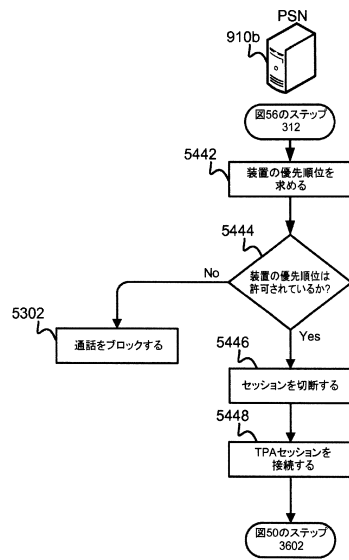 PSN
910b
図56のステップ
312
5442
装置の優先順位を
求める
5444
装置の優先順位は
許可されているか?
No
Yes
5302
通話をブロックする
5446
セッションを切断する
5448
TPAセッションを
接続する
図50のステップ
3602